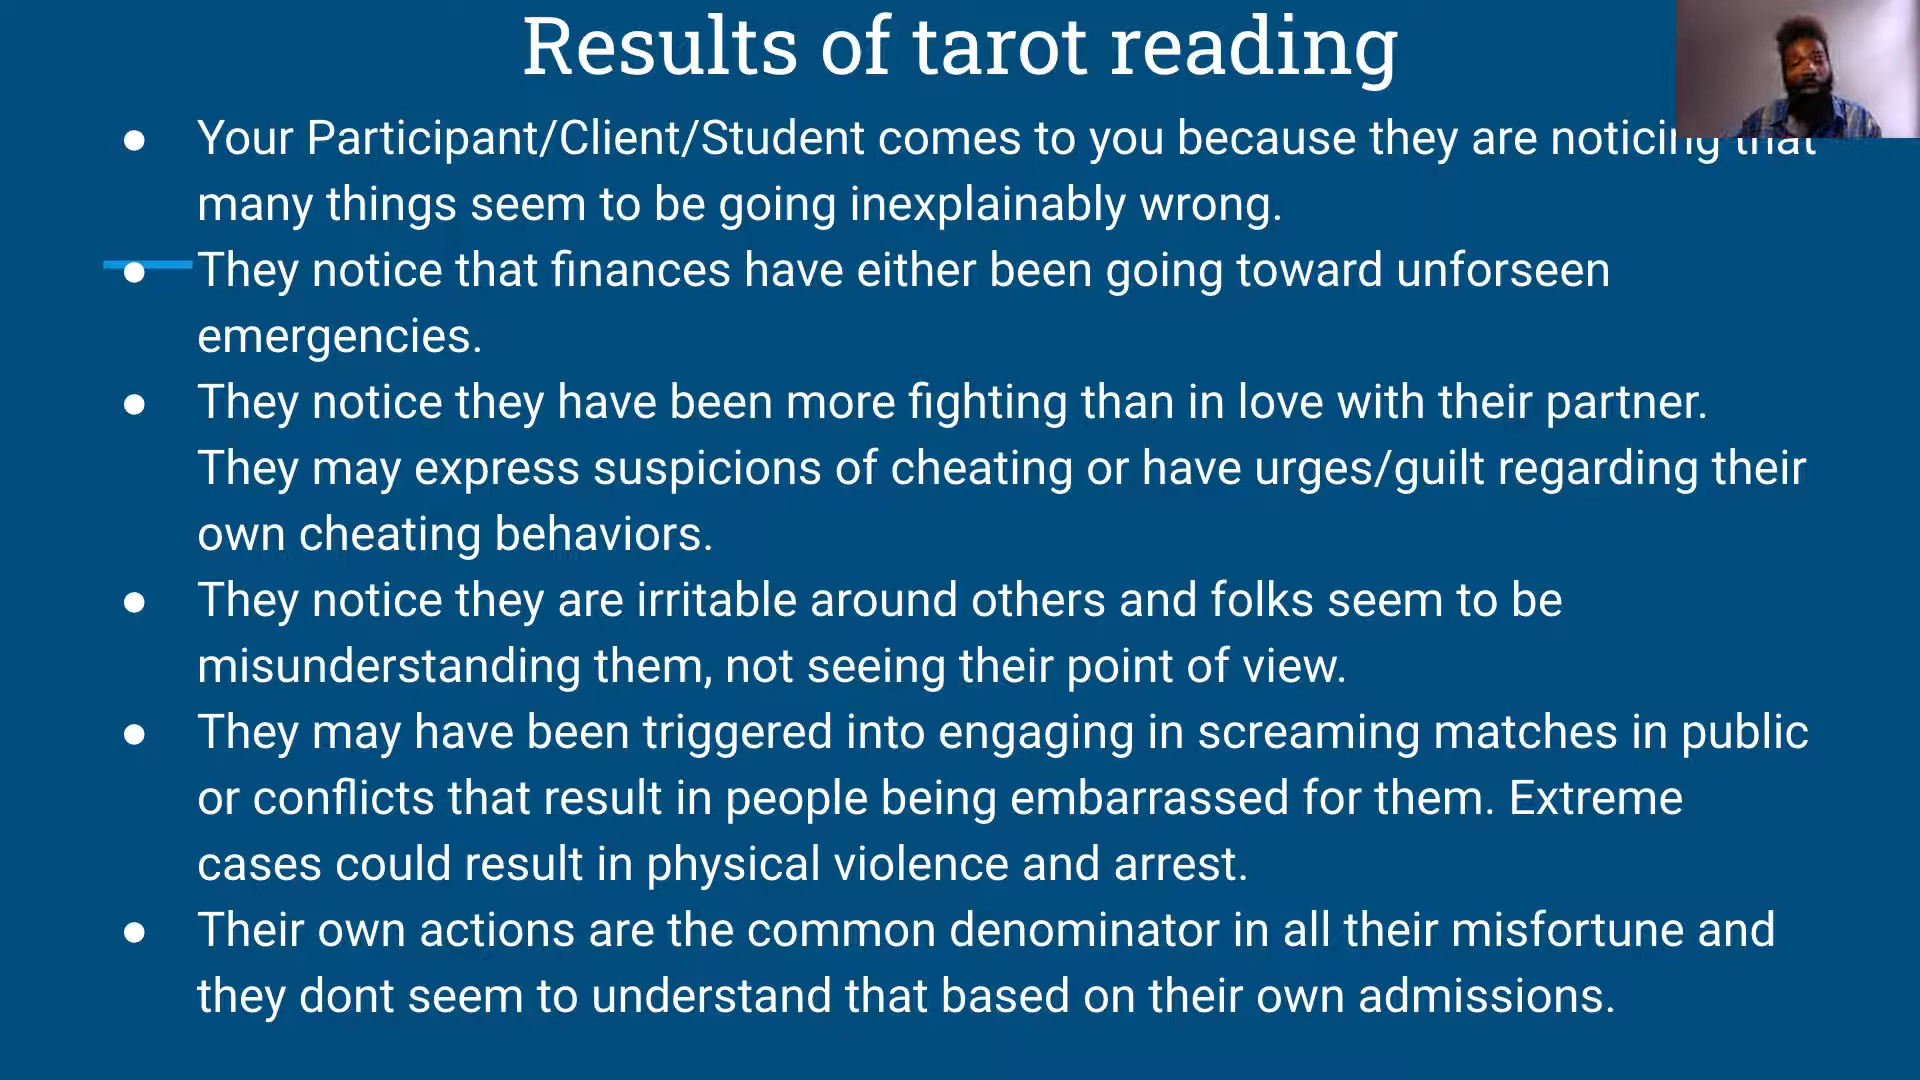 Results of tarot reading
● Your Participant/Client/Student comes to you because they are noticing that
many things seem to be going inexplainably wrong.
● They notice that finances have either been going toward unforseen
emergencies.
● They notice they have been more fighting than in love with their partner.
They may express suspicions of cheating or have urges/guilt regarding their
own cheating behaviors.
● They notice they are irritable around others and folks seem to be
misunderstanding them, not seeing their point of view.
● They may have been triggered into engaging in screaming matches in public
or conflicts that result in people being embarrassed for them. Extreme
cases could result in physical violence and arrest.
● Their own actions are the common denominator in all their misfortune and
they dont seem to understand that based on their own admissions.